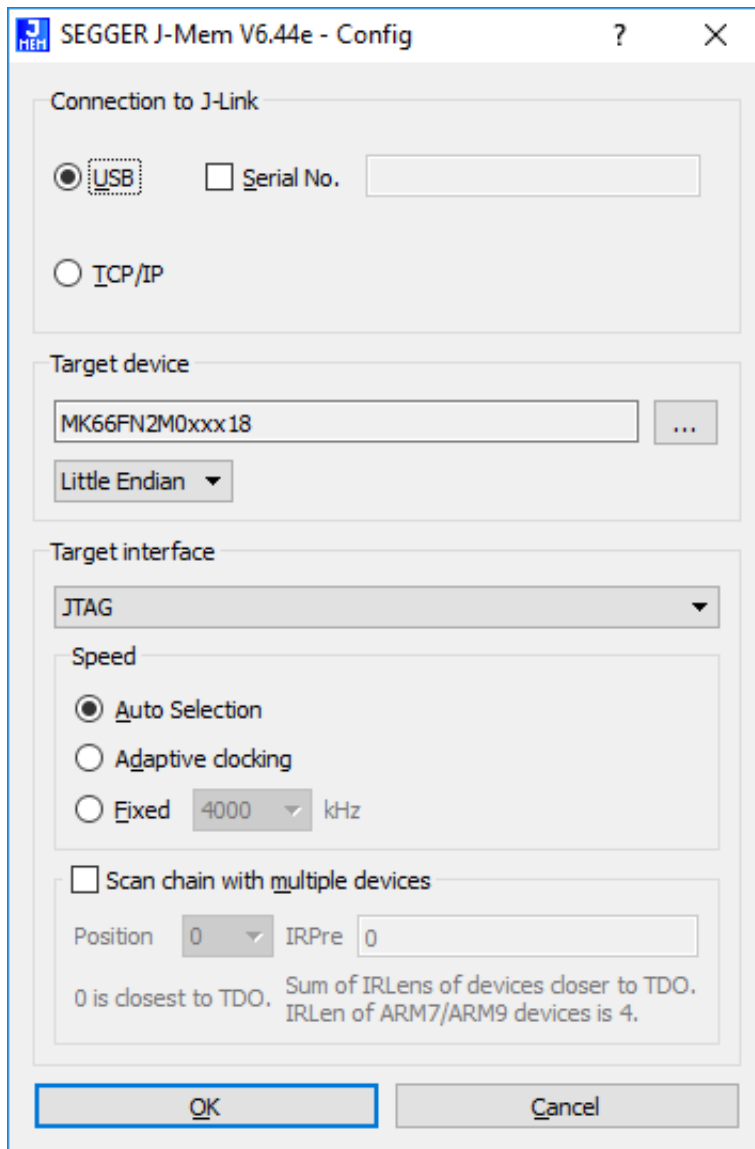 J MEM SEGGER J-Mem V6.44e - Config ? ✕
Connection to J-Link
USB Serial No.
TCP/IP
Target device
MK66FN2M0xxx18 ...
Little Endian
Target interface
JTAG
Speed
Auto Selection
Adaptive clocking
Fixed 4000 kHz
Scan chain with multiple devices
Position 0 IRPre 0
0 is closest to TDO. Sum of IRLens of devices closer to TDO.
IRLen of ARM7/ARM9 devices is 4.
OK Cancel